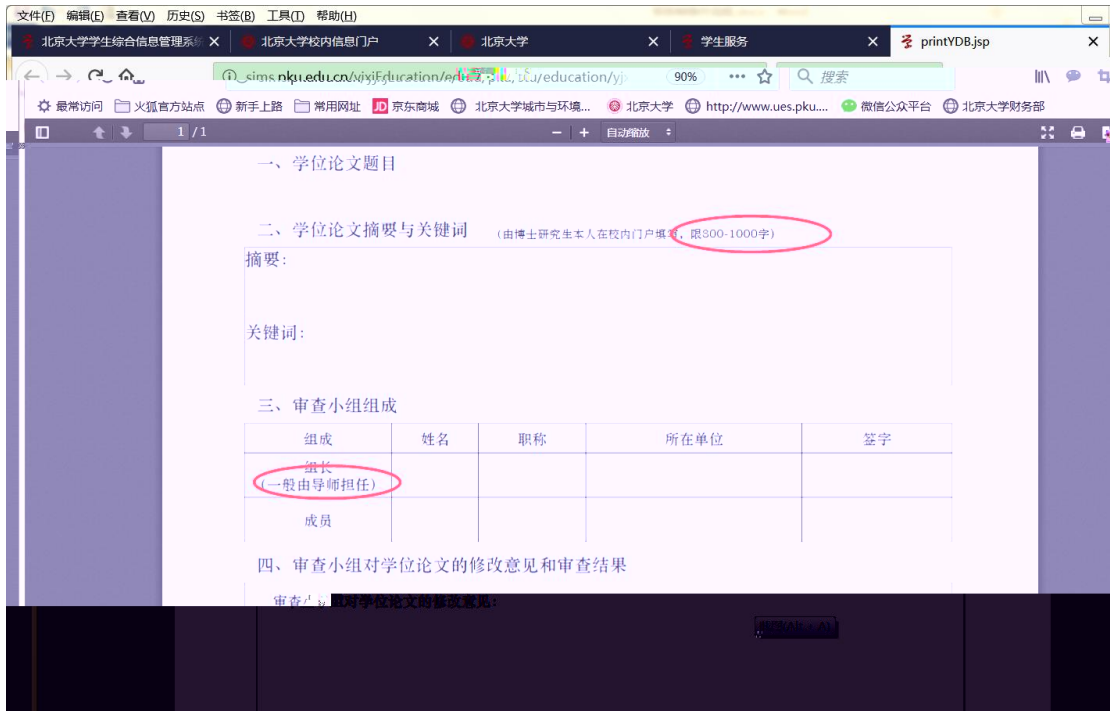 文件(F) 编辑(E) 查看(V) 历史(S) 书签(B) 工具(T) 帮助(H)
北京大学学生综合信息管理系统 × 北京大学校内信息门户 × 北京大学 × 学生服务 × printYDB.jsp ×
sims.pku.edu.cn/yjxjEducation/ 90% ··· 搜索
最常访问 火狐官方站点 新手上路 常用网址 JD 京东商城 北京大学城市与环境... 北京大学 http://www.ues.pku.... 微信公众平台 北京大学财务部
1 / 1 − + 自动缩放
一、学位论文题目
二、学位论文摘要与关键词 (由博士研究生本人在校内门户填写, 限800-1000字)
摘要:
关键词:
三、审查小组组成
组成 姓名 职称 所在单位 签字
组长
(一般由导师担任)
成员
四、审查小组对学位论文的修改意见和审查结果
审查小组对学位论文的修改意见: